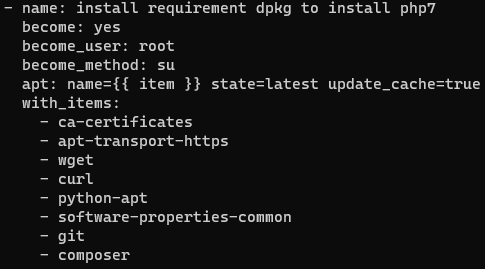 - name: install requirement dpkg to install php7
  become: yes
  become_user: root
  become_method: su
  apt: name={{ item }} state=latest update_cache=true
  with_items:
    - ca-certificates
    - apt-transport-https
    - wget
    - curl
    - python-apt
    - software-properties-common
    - git
    - composer